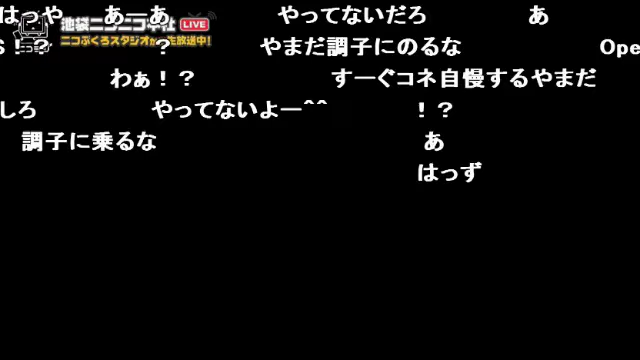 はっや　あーあ　やってないだろ　あ
池袋ニコニコ本社 LIVE
ニコぶくろスタジオから生放送中!
S！？　？　やまだ調子にのるな　Ope
わぁ！？　すーぐコネ自慢するやまだ
しろ　やってないよー^^　！？
調子に乗るな　あ
はっず